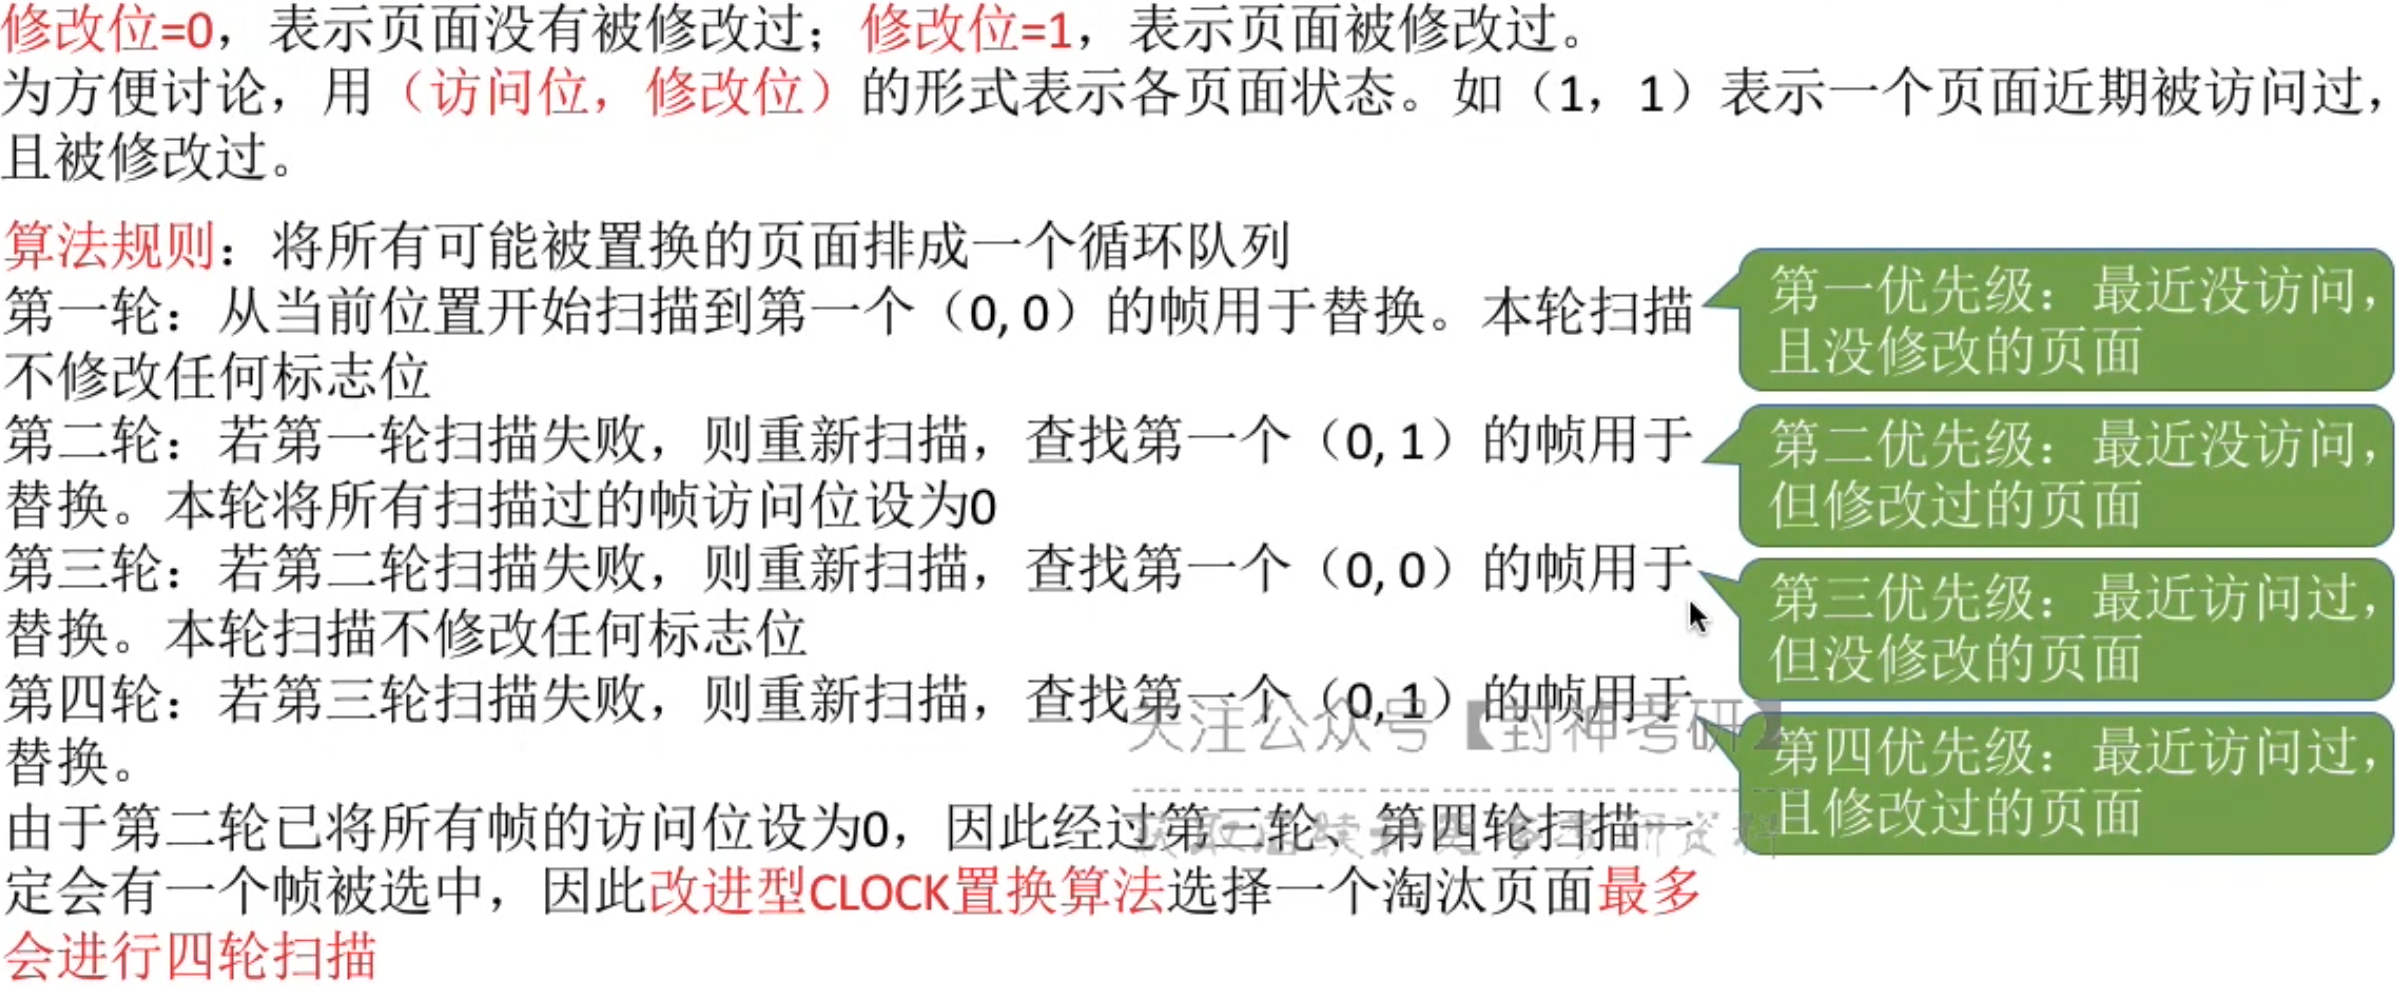 修改位=0，表示页面没有被修改过；修改位=1，表示页面被修改过。
为方便讨论，用（访问位，修改位）的形式表示各页面状态。如（1，1）表示一个页面近期被访问过，
且被修改过。
算法规则：将所有可能被置换的页面排成一个循环队列
第一轮：从当前位置开始扫描到第一个（0, 0）的帧用于替换。本轮扫描
不修改任何标志位
第二轮：若第一轮扫描失败，则重新扫描，查找第一个（0, 1）的帧用于
替换。本轮将所有扫描过的帧访问位设为0
第三轮：若第二轮扫描失败，则重新扫描，查找第一个（0, 0）的帧用于
替换。本轮扫描不修改任何标志位
第四轮：若第三轮扫描失败，则重新扫描，查找第一个（0, 1）的帧用于
替换。
由于第二轮已将所有帧的访问位设为0，因此经过第三轮、第四轮扫描一
定会有一个帧被选中，因此改进型CLOCK置换算法选择一个淘汰页面最多
会进行四轮扫描
第一优先级：最近没访问，
且没修改的页面
第二优先级：最近没访问，
但修改过的页面
第三优先级：最近访问过，
但没修改的页面
第四优先级：最近访问过，
且修改过的页面
关注公众号【封神考研】